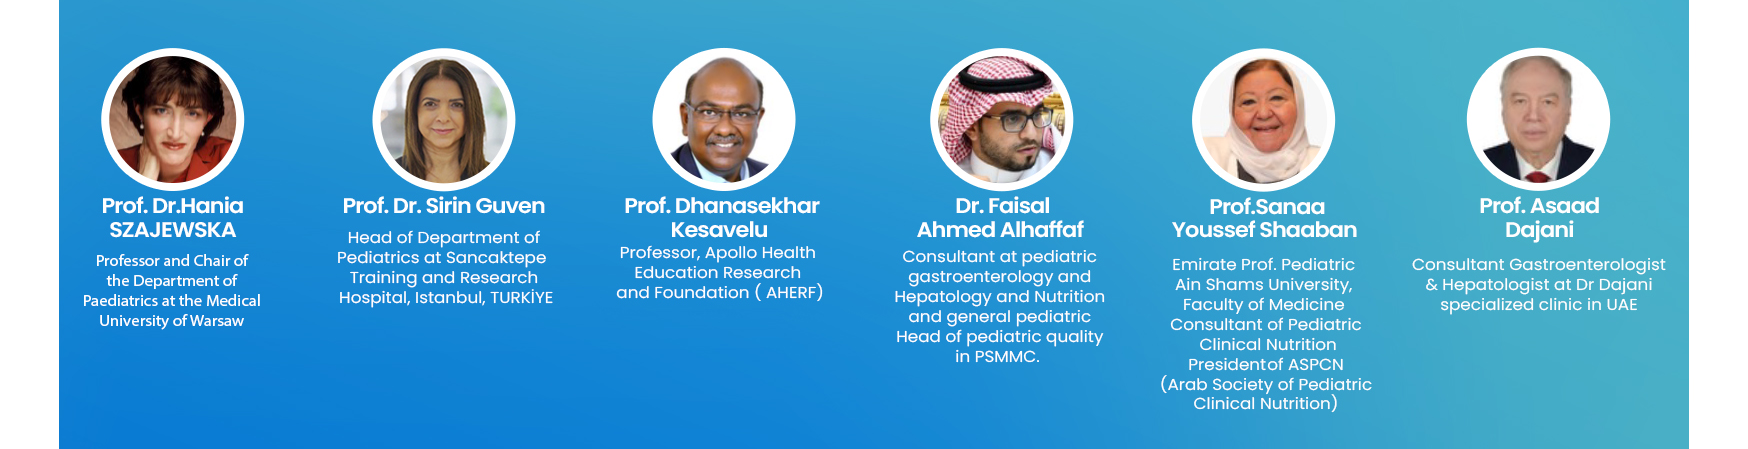 Prof. Dr.Hania
SZAJEWSKA
Professor and Chair of
the Department of
Paediatrics at the Medical
University of Warsaw
Prof. Dr. Sirin Guven
Head of Department of
Pediatrics at Sancaktepe
Training and Research
Hospital, Istanbul, TURKİYE
Prof. Dhanasekhar
Kesavelu
Professor, Apollo Health
Education Research
and Foundation ( AHERF)
Dr. Faisal
Ahmed Alhaffaf
Consultant at pediatric
gastroenterology and
Hepatology and Nutrition
and general pediatric
Head of pediatric quality
in PSMMC.
Prof.Sanaa
Youssef Shaaban
Emirate Prof. Pediatric
Ain Shams University,
Faculty of Medicine
Consultant of Pediatric
Clinical Nutrition
Presidentof ASPCN
(Arab Society of Pediatric
Clinical Nutrition)
Prof. Asaad
Dajani
Consultant Gastroenterologist
& Hepatologist at Dr Dajani
specialized clinic in UAE